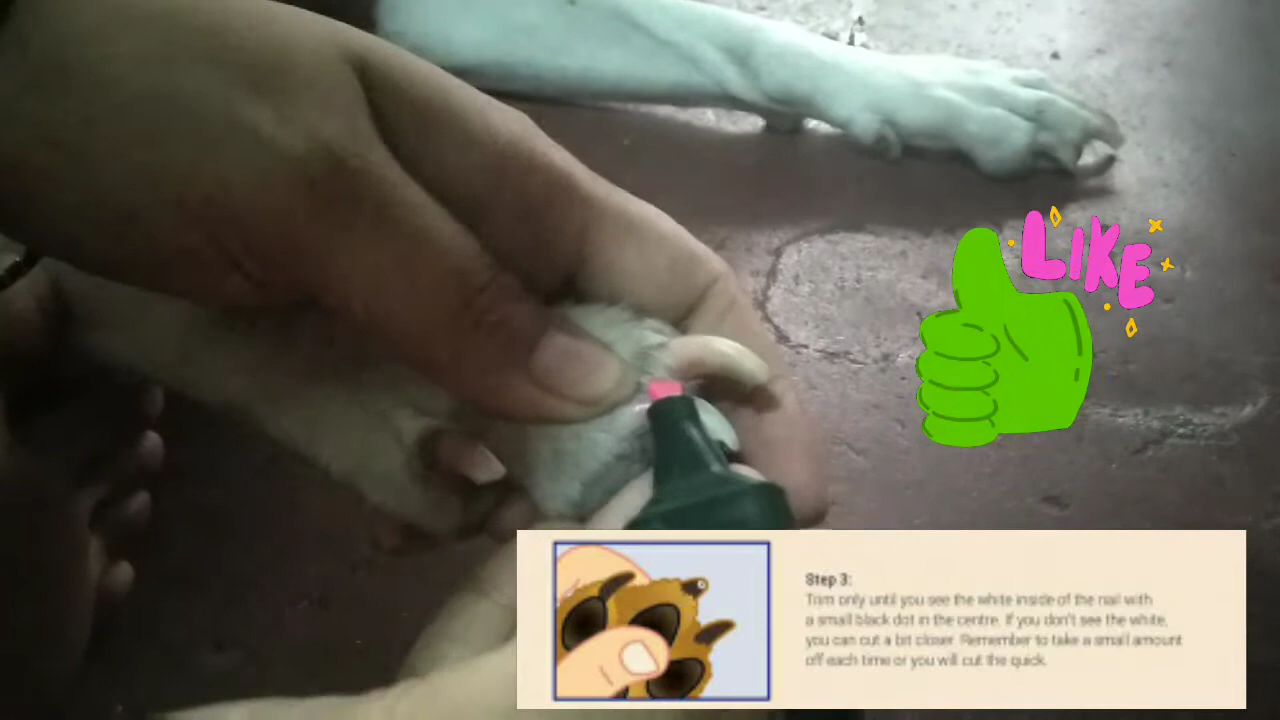 LIKE
Step 3:
Trim only until you see the white inside of the nail with
a small black dot in the centre. If you don't see the white,
you can cut a bit closer. Remember to take a small amount
off each time or you will cut the quick.